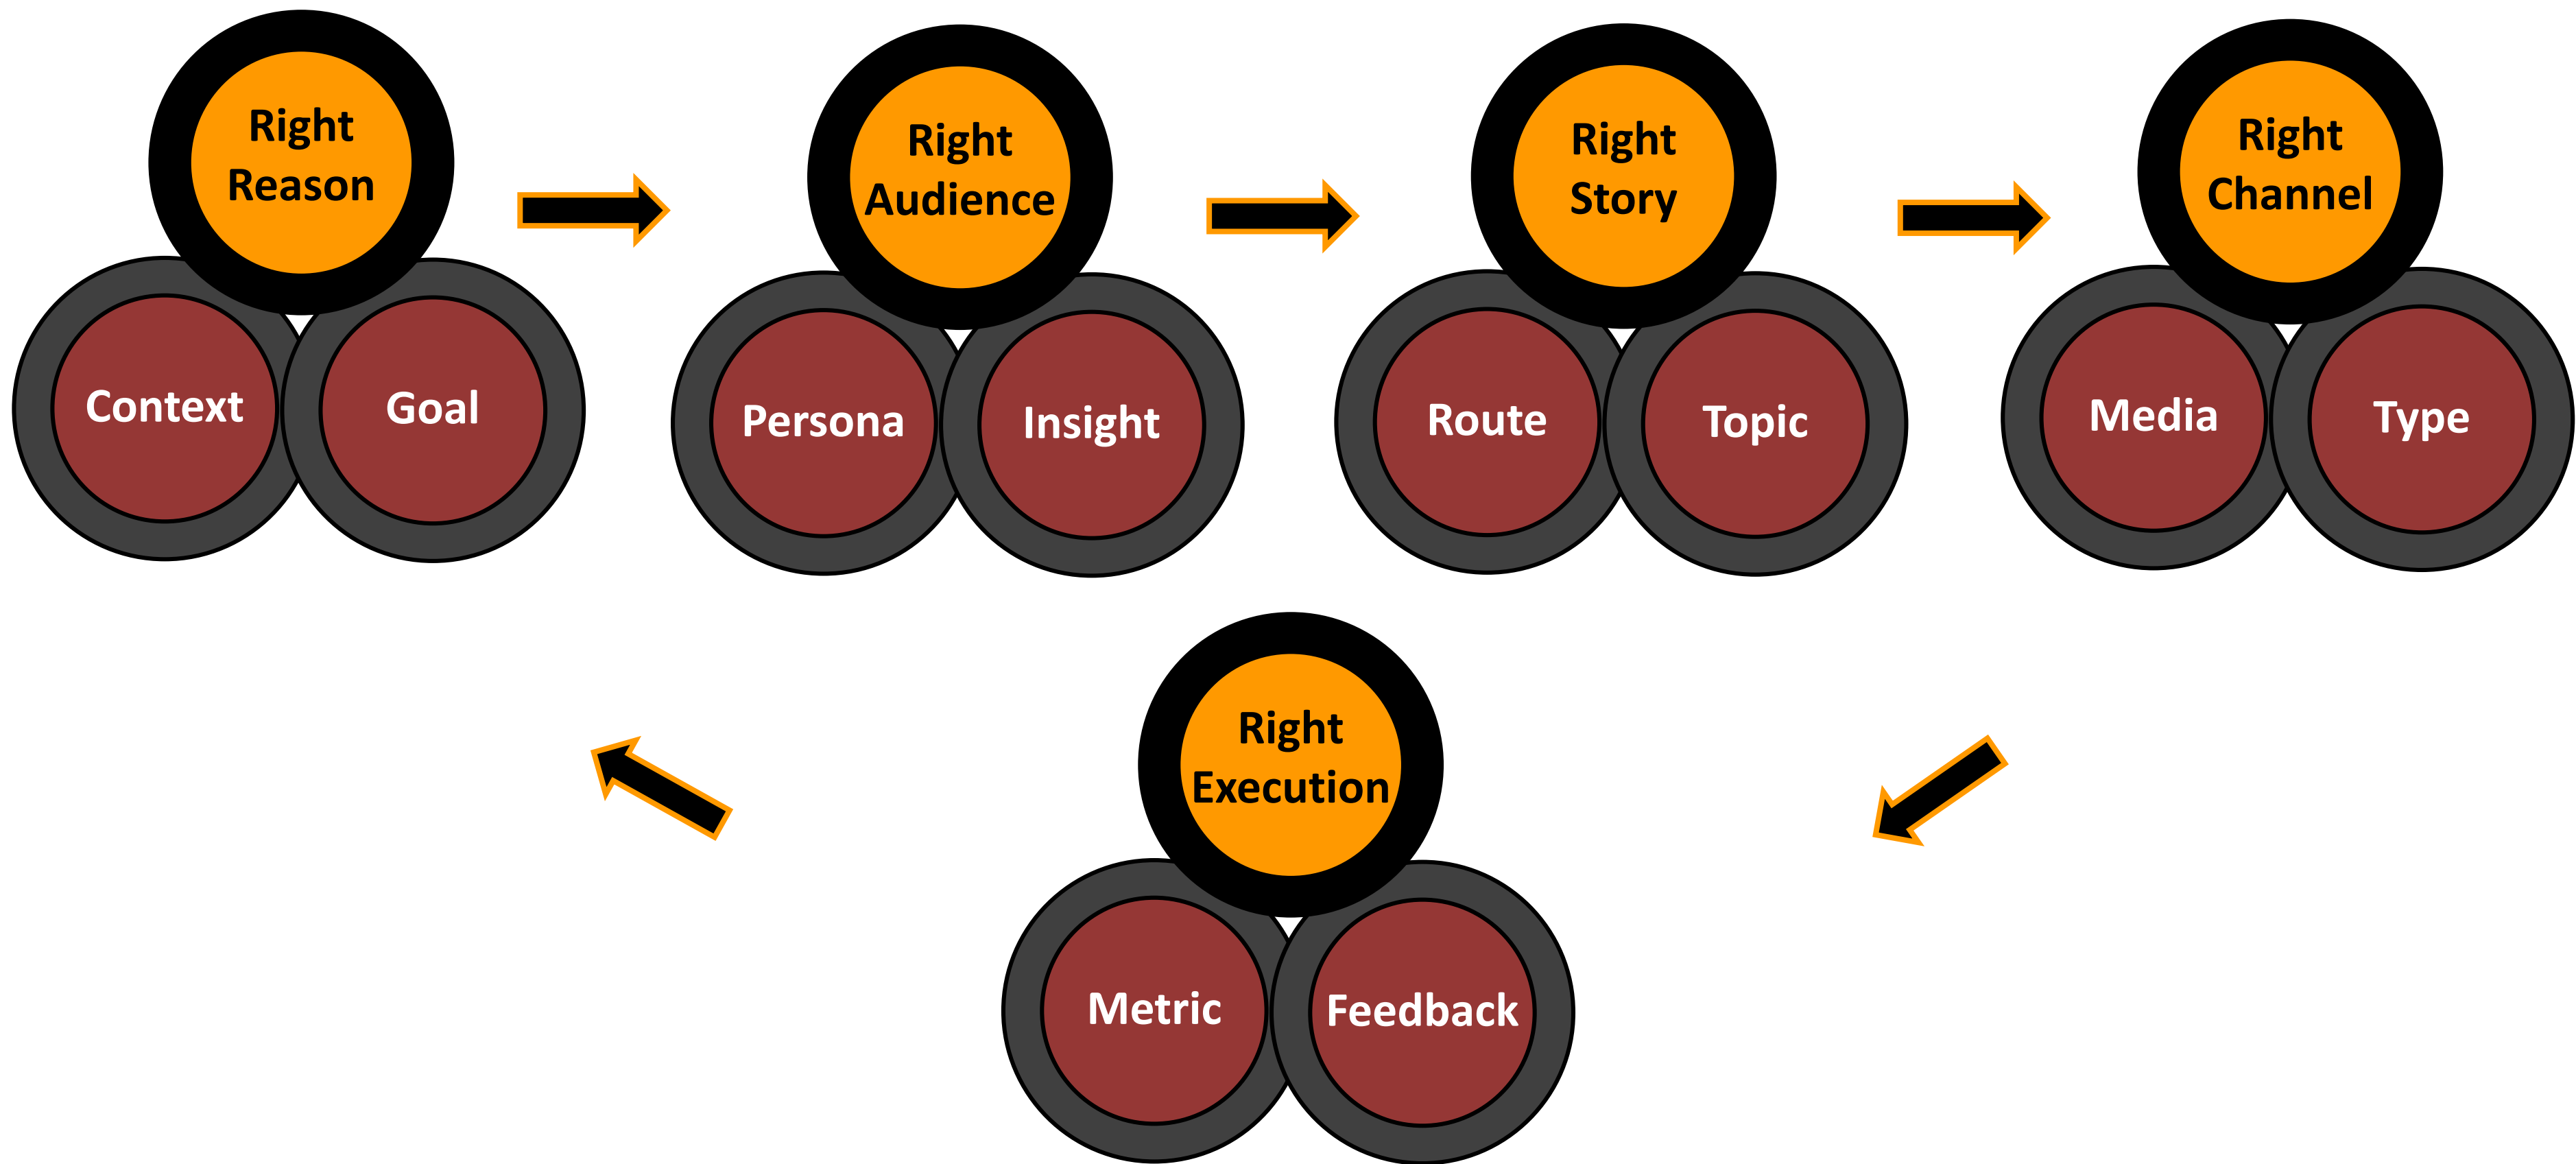 Right
Reason
Context
Goal
Right
Audience
Persona
Insight
Right
Story
Route
Topic
Right
Channel
Media
Type
Right
Execution
Metric
Feedback